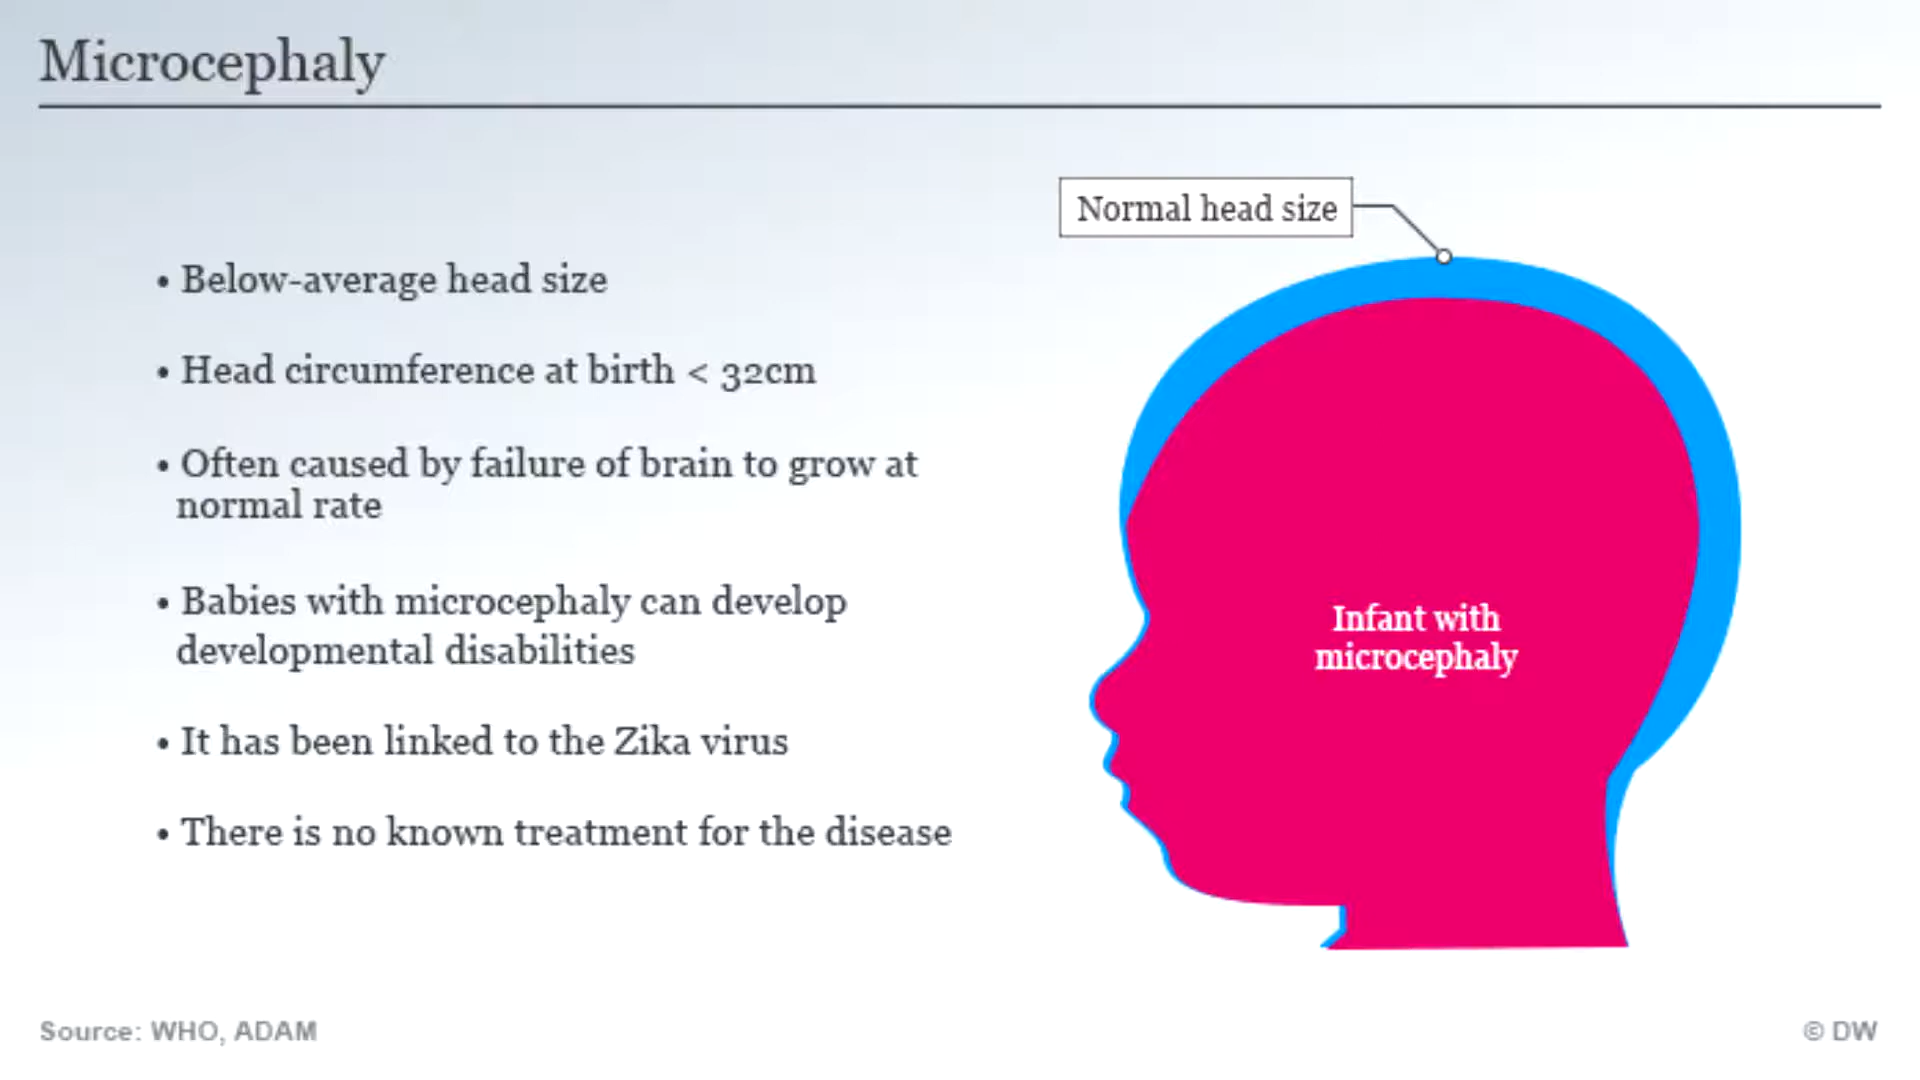 Microcephaly
Normal head size
• Below-average head size
• Head circumference at birth < 32cm
• Often caused by failure of brain to grow at
normal rate
• Babies with microcephaly can develop
developmental disabilities
• It has been linked to the Zika virus
• There is no known treatment for the disease
Infant with
microcephaly
Source: WHO, ADAM
© DW